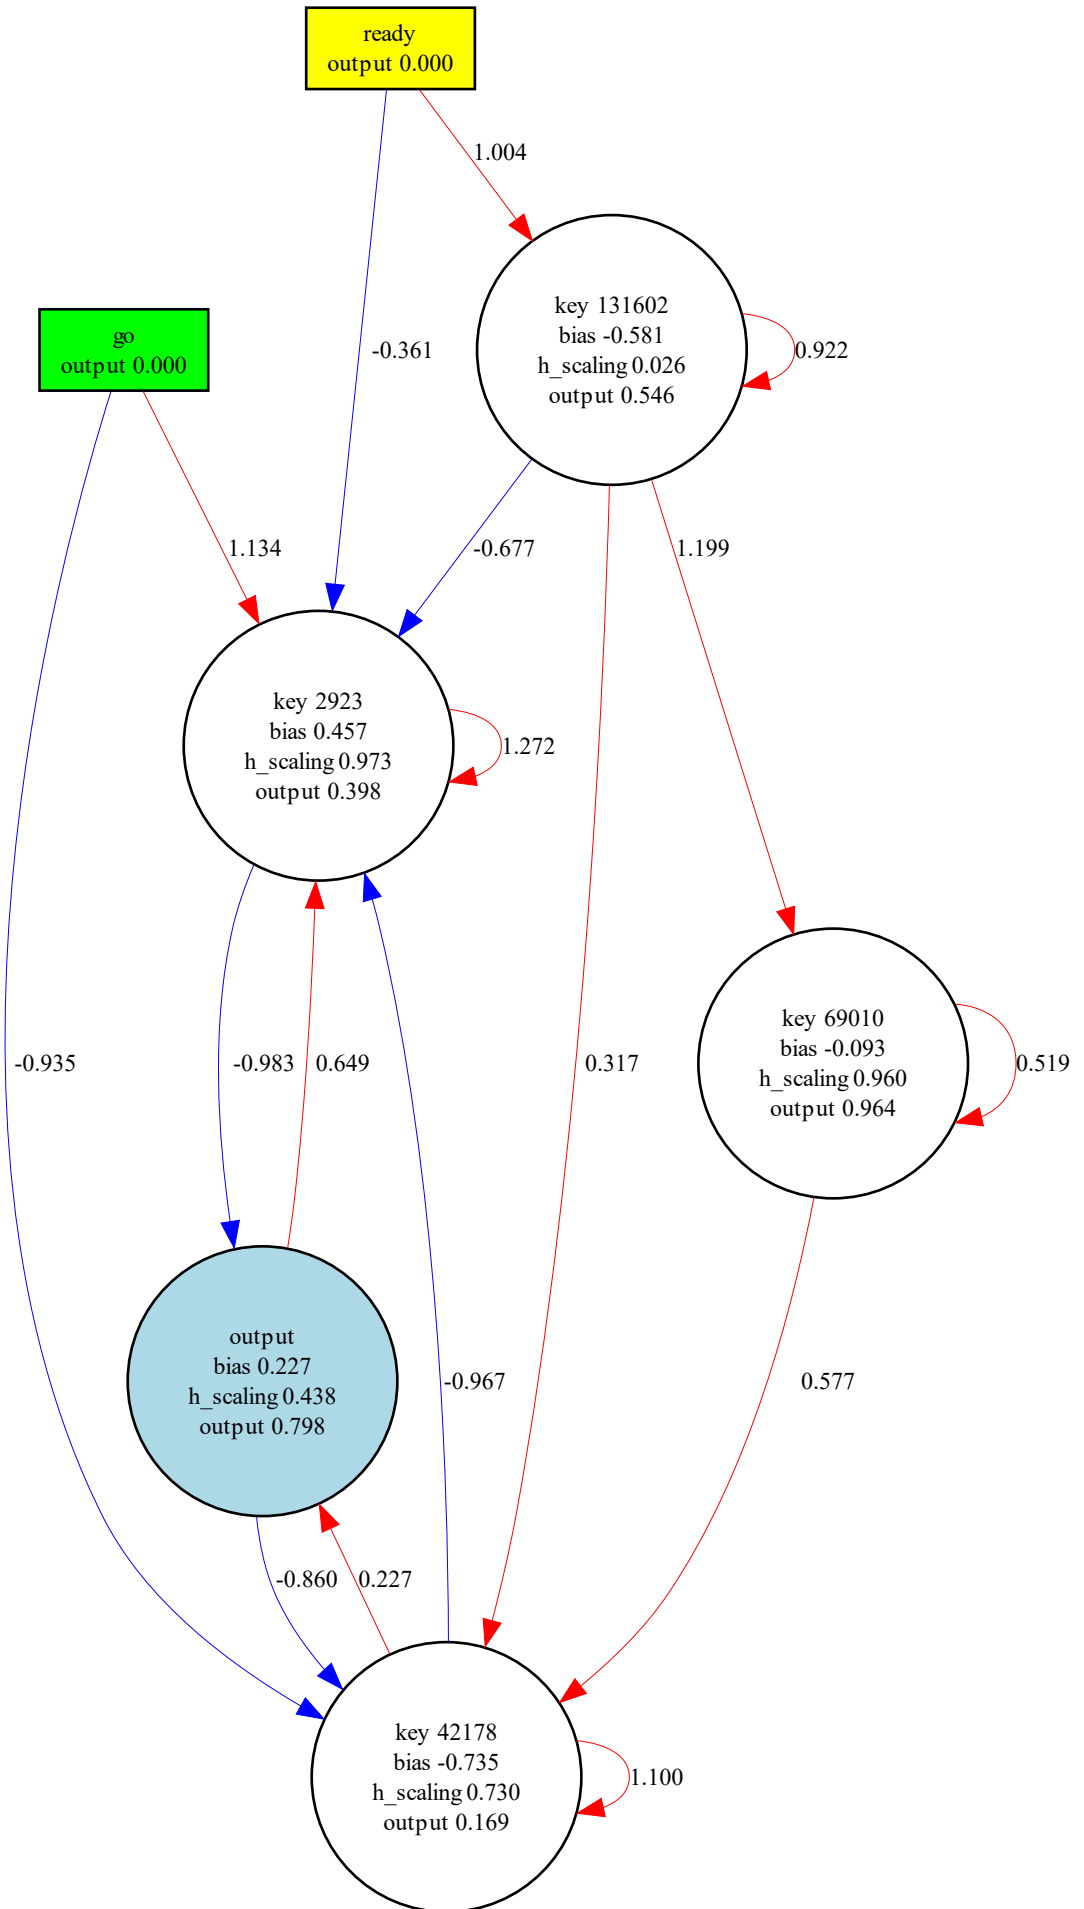 ready
output 0.000
1.004
key 131602
bias -0.581
h_scaling 0.026
output 0.546
0.922
go
output 0.000
-0.361
1.134
-0.677
1.199
key 2923
bias 0.457
h_scaling 0.973
output 0.398
1.272
key 69010
bias -0.093
h_scaling 0.960
output 0.964
0.519
-0.935
-0.983
0.649
0.317
output
bias 0.227
h_scaling 0.438
output 0.798
-0.967
0.577
-0.860
0.227
key 42178
bias -0.735
h_scaling 0.730
output 0.169
1.100